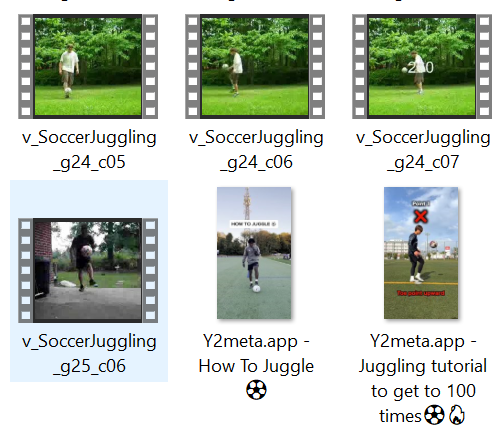 200
v_SoccerJuggling
_g24_c05
v_SoccerJuggling
_g24_c06
v_SoccerJuggling
_g24_c07
HOW TO JUGGLE
v_SoccerJuggling
_g25_c06
Y2meta.app -
How To Juggle
⚽
Y2meta.app -
Juggling tutorial
to get to 100
times⚽🔥